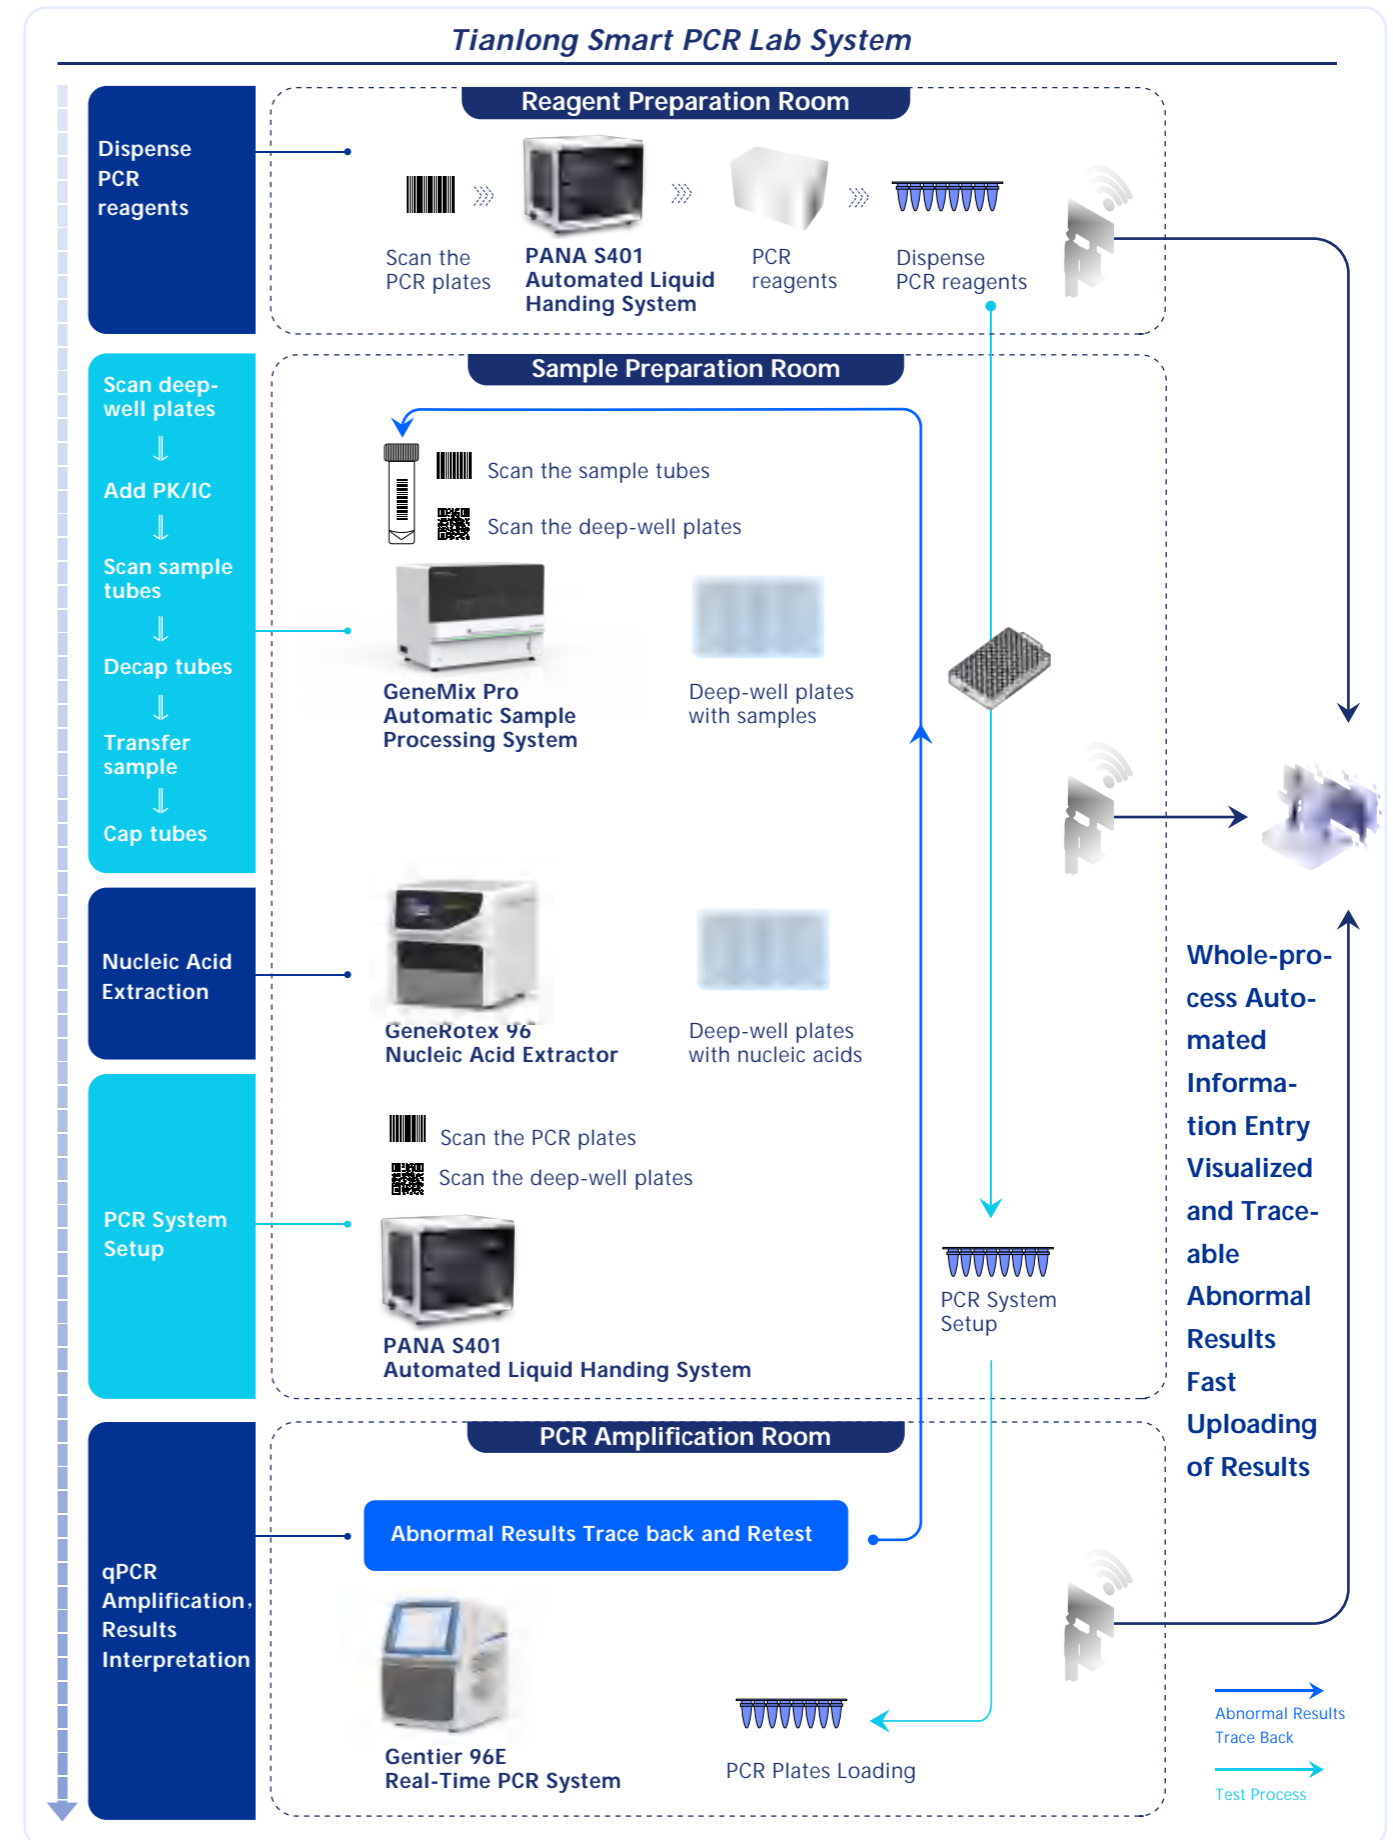 Tianlong Smart PCR Lab System
Dispense
PCR
reagents
Reagent Preparation Room
Scan the
PCR plates
PANA S401
Automated Liquid
Handing System
PCR
reagents
Dispense
PCR reagents
Scan deep-
well plates
Add PK/IC
Scan sample
tubes
Decap tubes
Transfer
sample
Cap tubes
Sample Preparation Room
Scan the sample tubes
Scan the deep-well plates
GeneMix Pro
Automatic Sample
Processing System
Deep-well plates
with samples
Nucleic Acid
Extraction
GeneRotex 96
Nucleic Acid Extractor
Deep-well plates
with nucleic acids
PCR System
Setup
Scan the PCR plates
Scan the deep-well plates
PANA S401
Automated Liquid Handing System
PCR System
Setup
Whole-pro-
cess Auto-
mated
Informa-
tion Entry
Visualized
and Trace-
able
Abnormal
Results
Fast
Uploading
of Results
qPCR
Amplification,
Results
Interpretation
PCR Amplification Room
Abnormal Results Trace back and Retest
Gentier 96E
Real-Time PCR System
PCR Plates Loading
Abnormal Results
Trace Back
Test Process